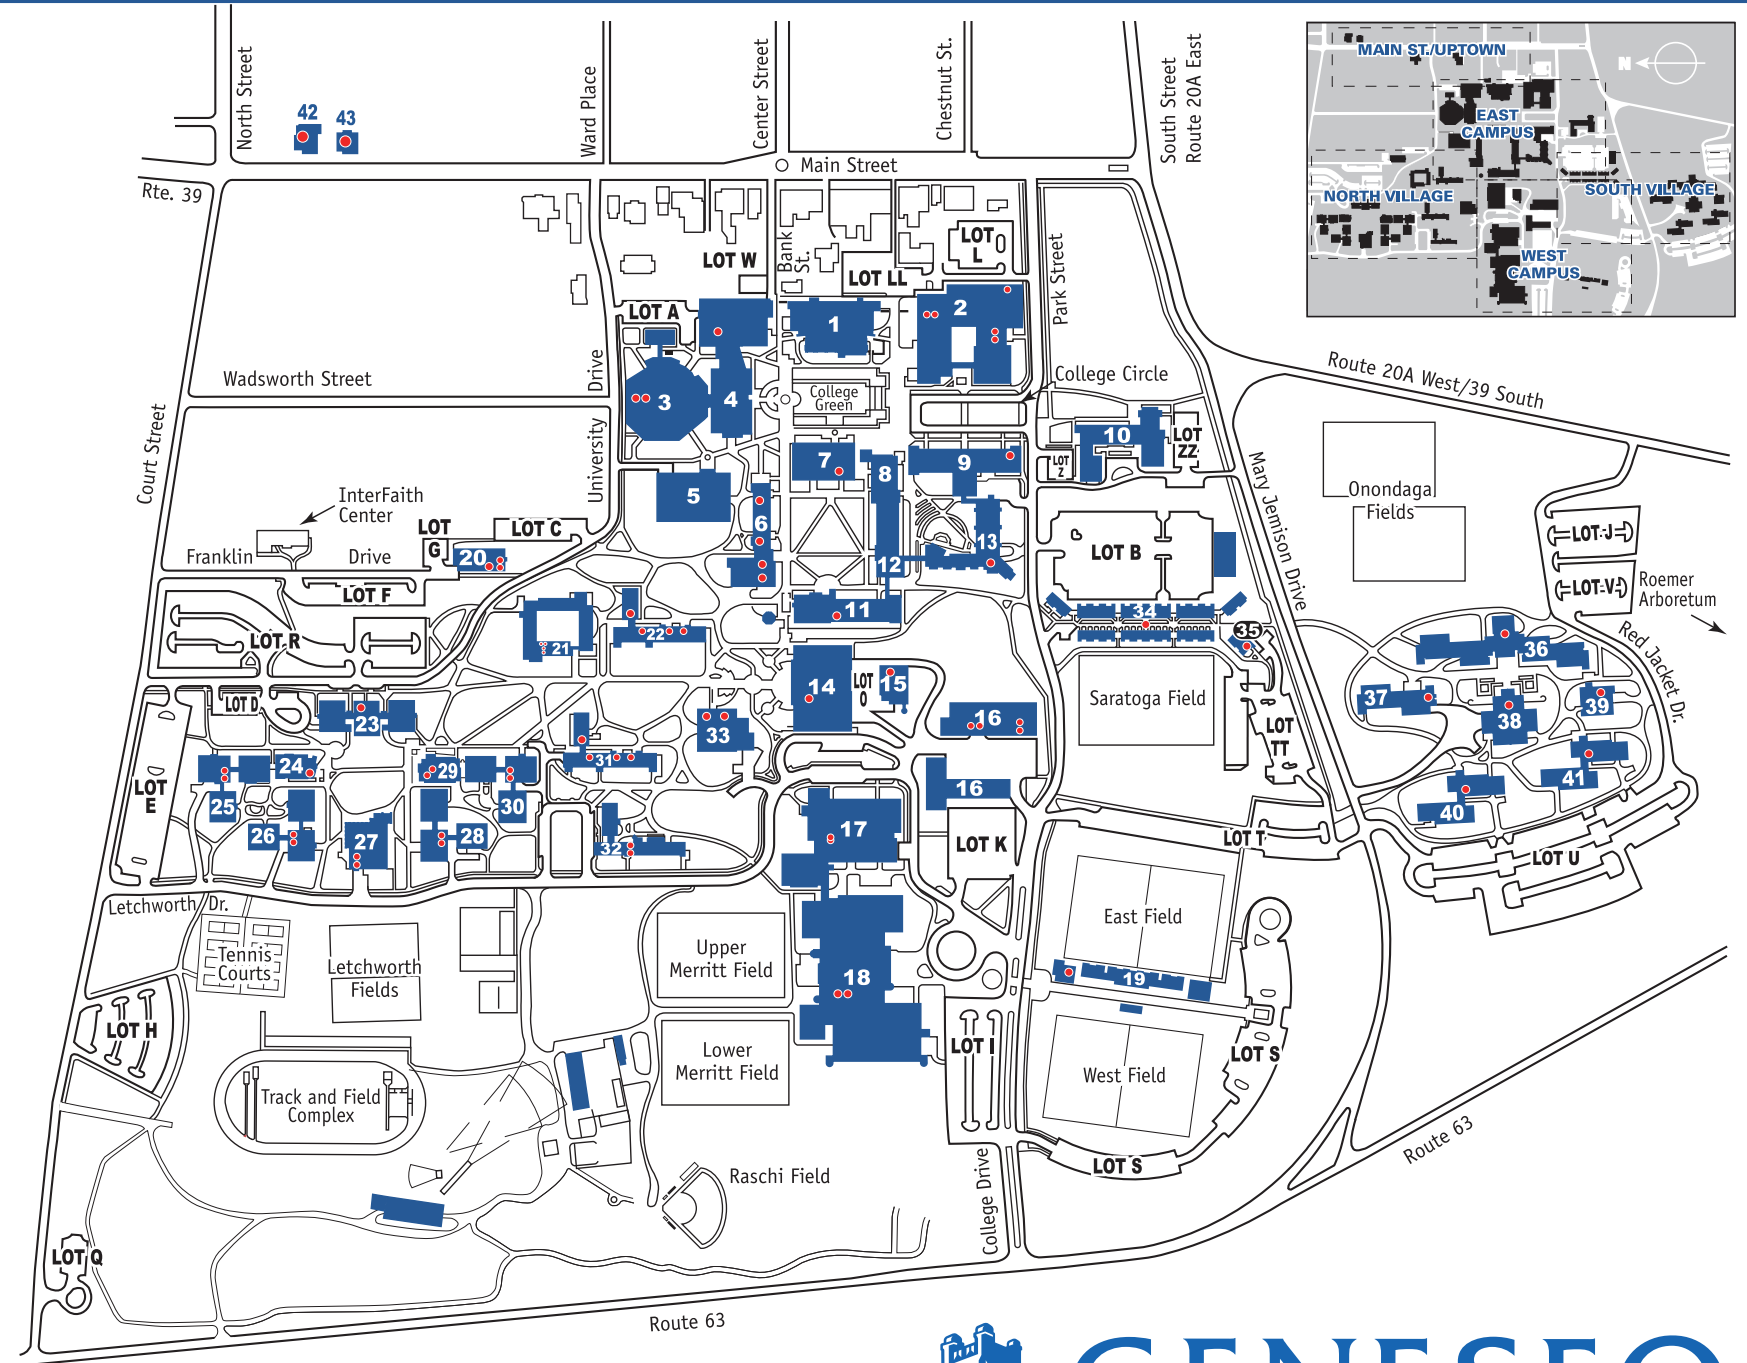 North Street
Ward Place
Center Street
Chestnut St.
South Street
Route 20A East
42
43
Main Street
Rte. 39
MAIN ST./UPTOWN
N
EAST
CAMPUS
NORTH VILLAGE
SOUTH VILLAGE
WEST
CAMPUS
LOT W
Bank
St.
LOT LL
LOT
L
Park Street
LOT A
1
2
3
4
College
Green
College Circle
Route 20A West/39 South
Wadsworth Street
University
Drive
Court Street
InterFaith
Center
Franklin
Drive
LOT
G
LOT C
20
5
6
7
8
9
10
LOT
Z
LOT
ZZ
Mary Jemison Drive
Onondaga
Fields
LOT J
LOT V
Roemer
Arboretum
Red Jacket Dr.
LOT F
LOT R
21
22
11
12
13
LOT B
34
35
36
37
38
39
40
41
LOT D
23
24
25
26
27
28
29
30
31
32
33
14
LOT
O
15
16
16
Saratoga Field
LOT
TT
LOT
E
17
LOT K
LOT T
LOT U
Letchworth Dr.
Tennis
Courts
Letchworth
Fields
Upper
Merritt Field
18
East Field
19
LOT H
Lower
Merritt Field
LOT I
West Field
LOT S
Track and Field
Complex
Raschi Field
College Drive
LOT S
Route 63
LOT Q
Route 63
GENESEO